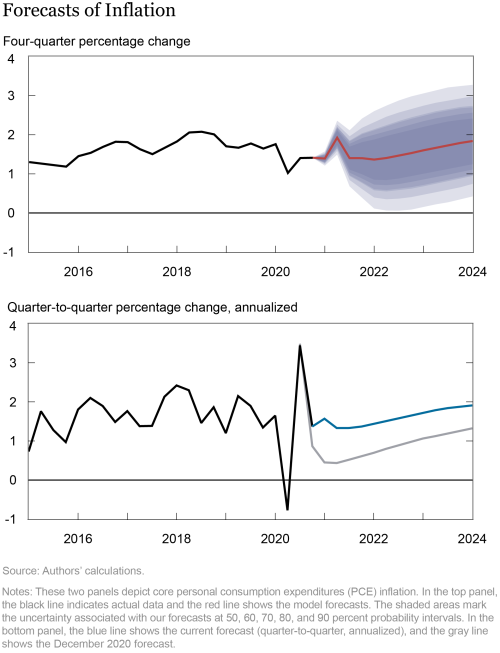 Forecasts of Inflation
Four-quarter percentage change
4
3
2
1
0
-1
2016
2018
2020
2022
2024
Quarter-to-quarter percentage change, annualized
4
3
2
1
0
-1
2016
2018
2020
2022
2024
Source: Authors' calculations.
Notes: These two panels depict core personal consumption expenditures (PCE) inflation. In the top panel,
the black line indicates actual data and the red line shows the model forecasts. The shaded areas mark
the uncertainty associated with our forecasts at 50, 60, 70, 80, and 90 percent probability intervals. In the
bottom panel, the blue line shows the current forecast (quarter-to-quarter, annualized), and the gray line
shows the December 2020 forecast.